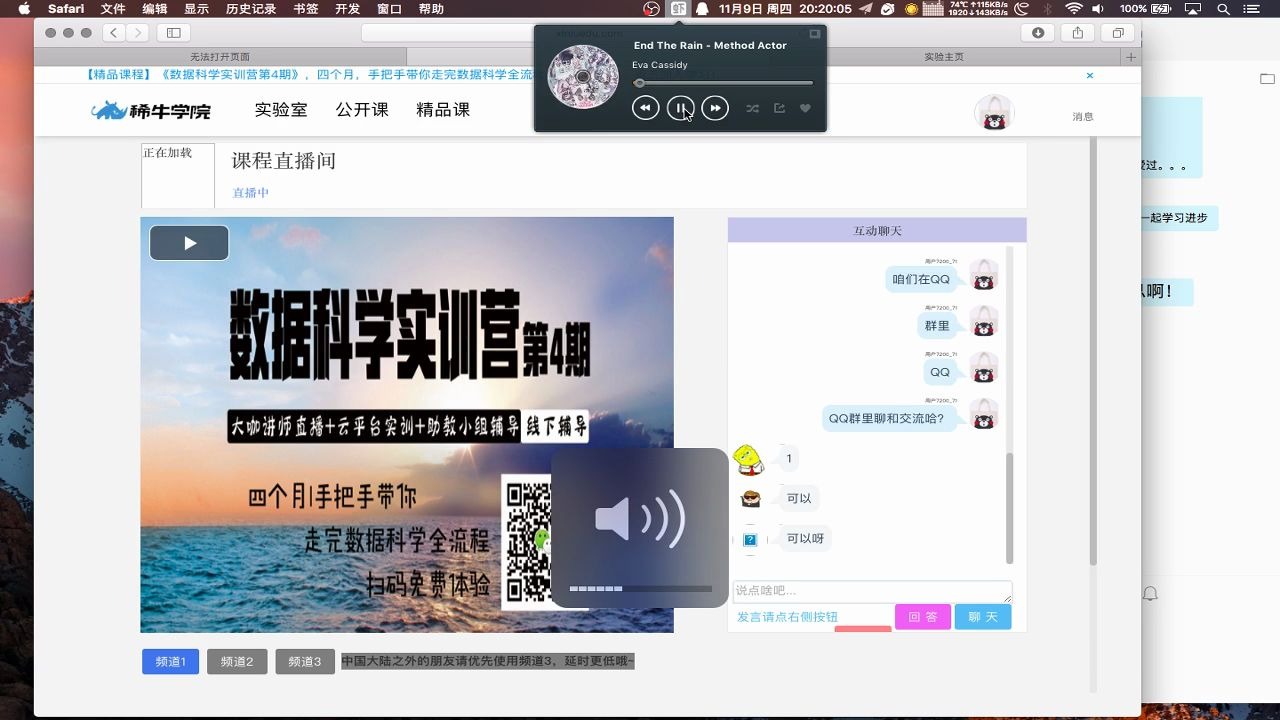 Safari 文件 编辑 显示 历史记录 书签 开发 窗口 帮助
虾
11月9日 周四 20:20:05
74℃ 1920
↑115KB ↓143KB
100%
无法打开页面
实验主页
【精品课程】《数据科学实训营第4期》，四个月，手把手带你走完数据科学全流
End The Rain - Method Actor
Eva Cassidy
稀牛学院
实验室 公开课 精品课
消息
正在加载
课程直播间
直播中
数据科学实训营第4期
大咖讲师直播+云平台实训+助教小组辅导 线下辅导
四个月|手把手带你
走完数据科学全流程
扫码免费体验
互动聊天
咱们在QQ
群里
QQ
QQ群里聊和交流哈?
1
可以
可以呀
说点啥吧...
发言请点右侧按钮
回 答
聊 天
频道1
频道2
频道3
中国大陆之外的朋友请优先使用频道3，延时更低哦~
过。。。
一起学习进步
啊！